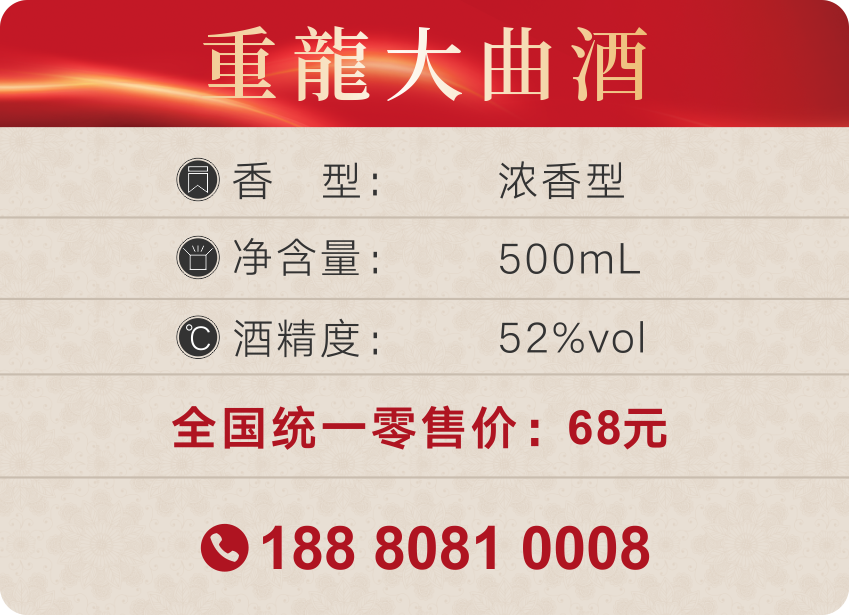 重龍大曲酒
香 型: 浓香型
净含量: 500mL
℃ 酒精度: 52%vol
全国统一零售价: 68元
188 8081 0008